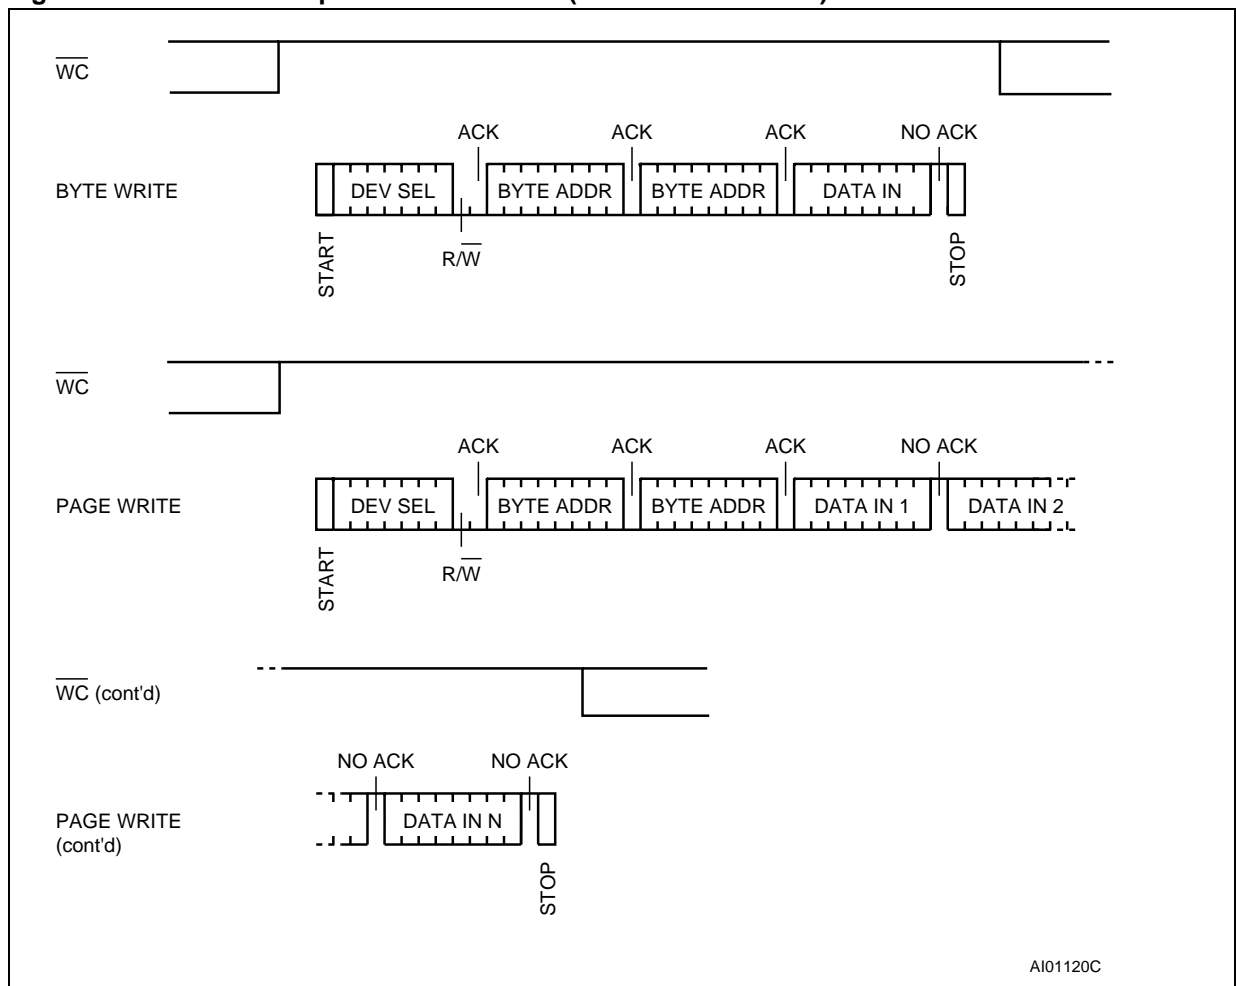 WC
ACK ACK ACK NO ACK
BYTE WRITE
DEV SEL BYTE ADDR BYTE ADDR DATA IN
R/W
START
STOP
WC
ACK ACK ACK NO ACK
PAGE WRITE
DEV SEL BYTE ADDR BYTE ADDR DATA IN 1 DATA IN 2
R/W
START
WC (cont'd)
NO ACK NO ACK
PAGE WRITE
(cont'd)
DATA IN N
STOP
AI01120C